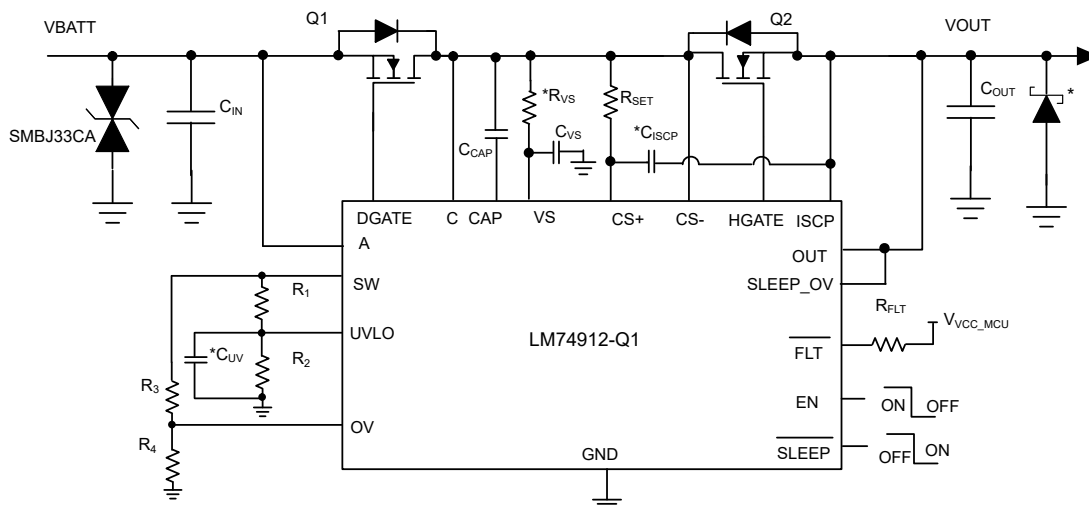 Q1
Q2
VBATT
VOUT
*RVS
RSET
COUT
*
CIN
SMBJ33CA
CVS
*CISCP
CCAP
DGATE
C
CAP
VS
CS+
CS-
HGATE
ISCP
A
OUT
SW
SLEEP_OV
R1
RFLT
VVCC_MCU
UVLO
LM74912-Q1
FLT
*CUV
R2
R3
EN
ON
OFF
OV
R4
GND
SLEEP
OFF
ON